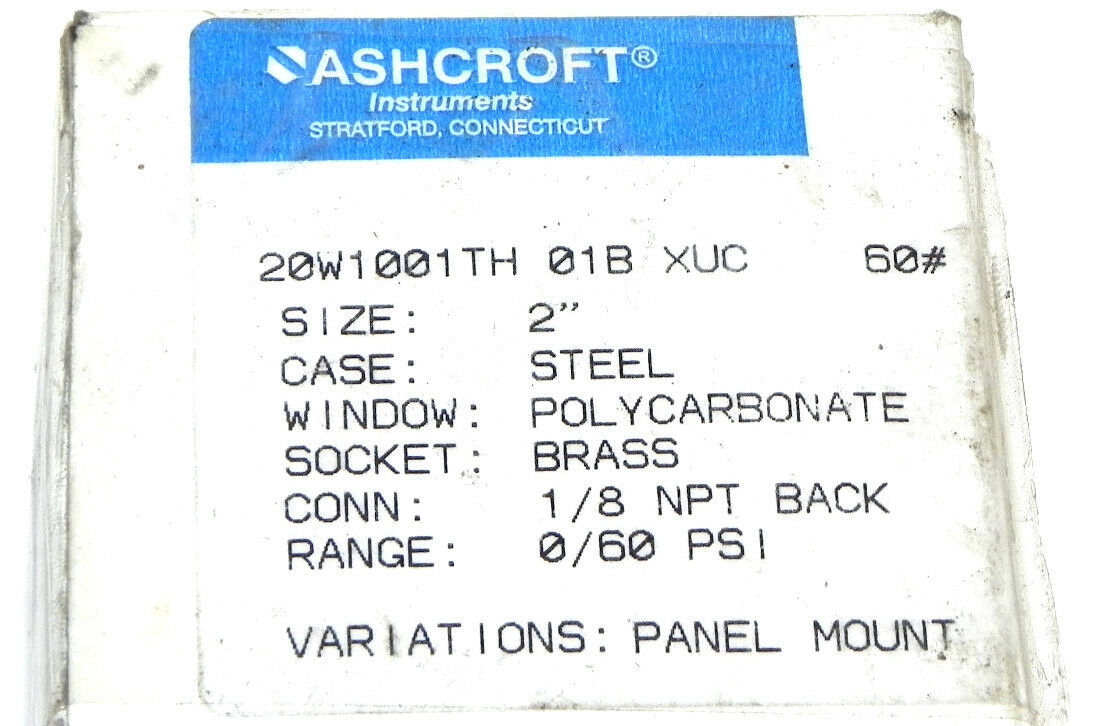 ASHCROFT®
Instruments
STRATFORD, CONNECTICUT
20W1001TH 01B XUC 60#
SIZE: 2”
CASE: STEEL
WINDOW: POLYCARBONATE
SOCKET: BRASS
CONN: 1/8 NPT BACK
RANGE: 0/60 PSI
VARIATIONS: PANEL MOUNT